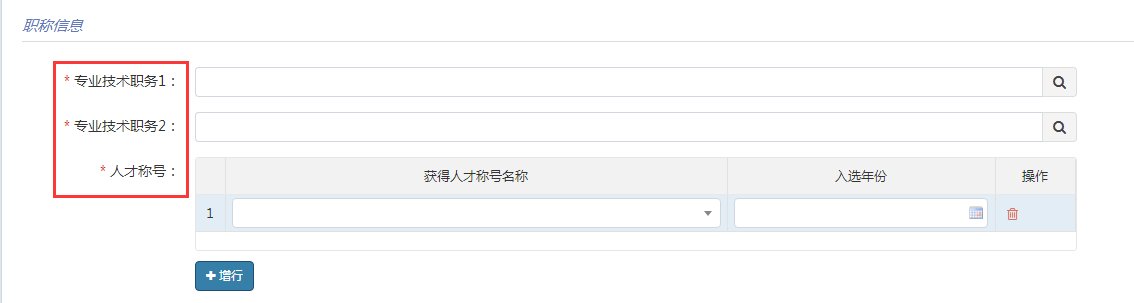 职称信息
* 专业技术职务1：
* 专业技术职务2：
* 人才称号：
获得人才称号名称 入选年份 操作
1
增行